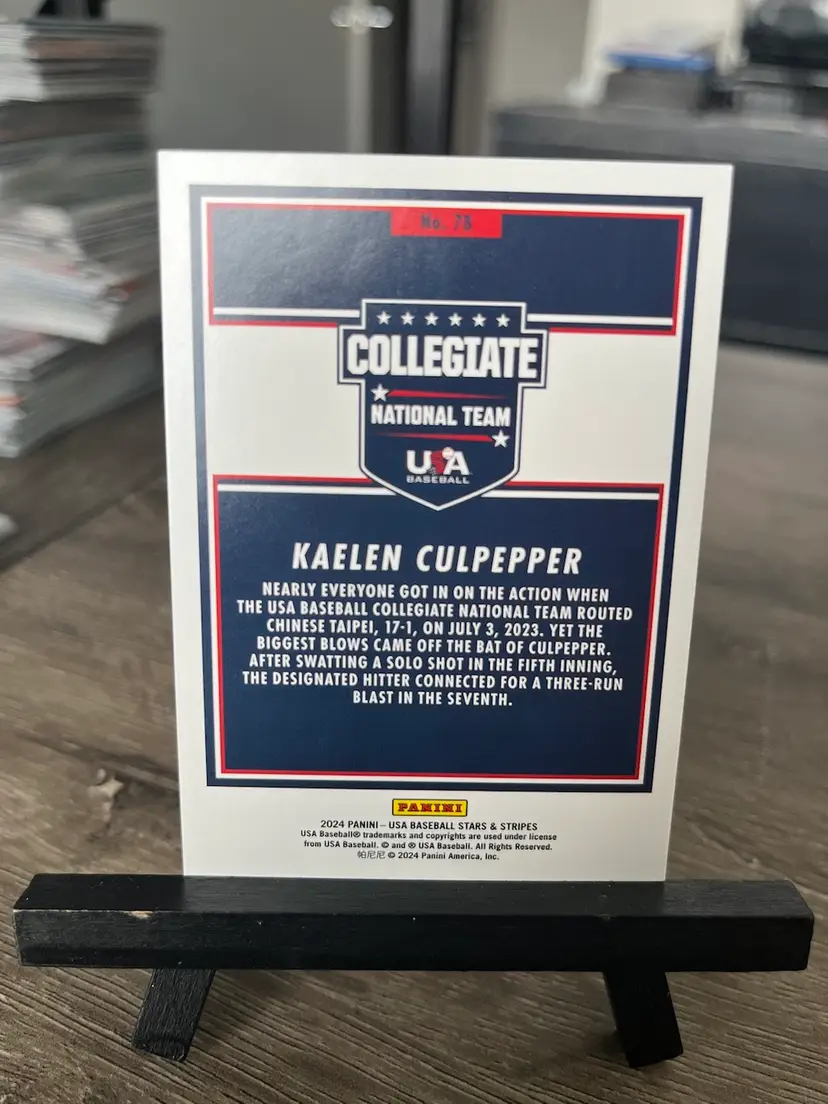 No. 73
COLLEGIATE
NATIONAL TEAM
USA
BASEBALL
KAELEN CULPEPPER
NEARLY EVERYONE GOT IN ON THE ACTION WHEN
THE USA BASEBALL COLLEGIATE NATIONAL TEAM ROUTED
CHINESE TAIPEI, 17-1, ON JULY 3, 2023. YET THE
BIGGEST BLOWS CAME OFF THE BAT OF CULPEPPER.
AFTER SWATTING A SOLO SHOT IN THE FIFTH INNING,
THE DESIGNATED HITTER CONNECTED FOR A THREE-RUN
BLAST IN THE SEVENTH.
PANINI
2024 PANINI – USA BASEBALL STARS & STRIPES
USA Baseball® trademarks and copyrights are used under license
from USA Baseball. © and ® USA Baseball. All Rights Reserved.
帕尼尼 © 2024 Panini America, Inc.